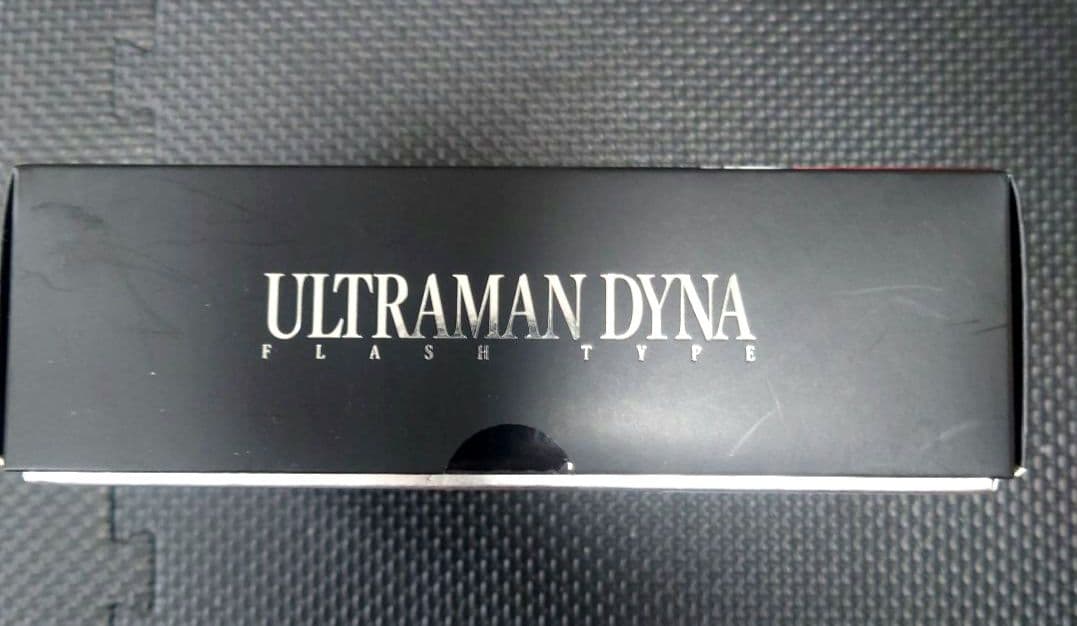 ULTRAMAN DYNA
FLASH TYPE